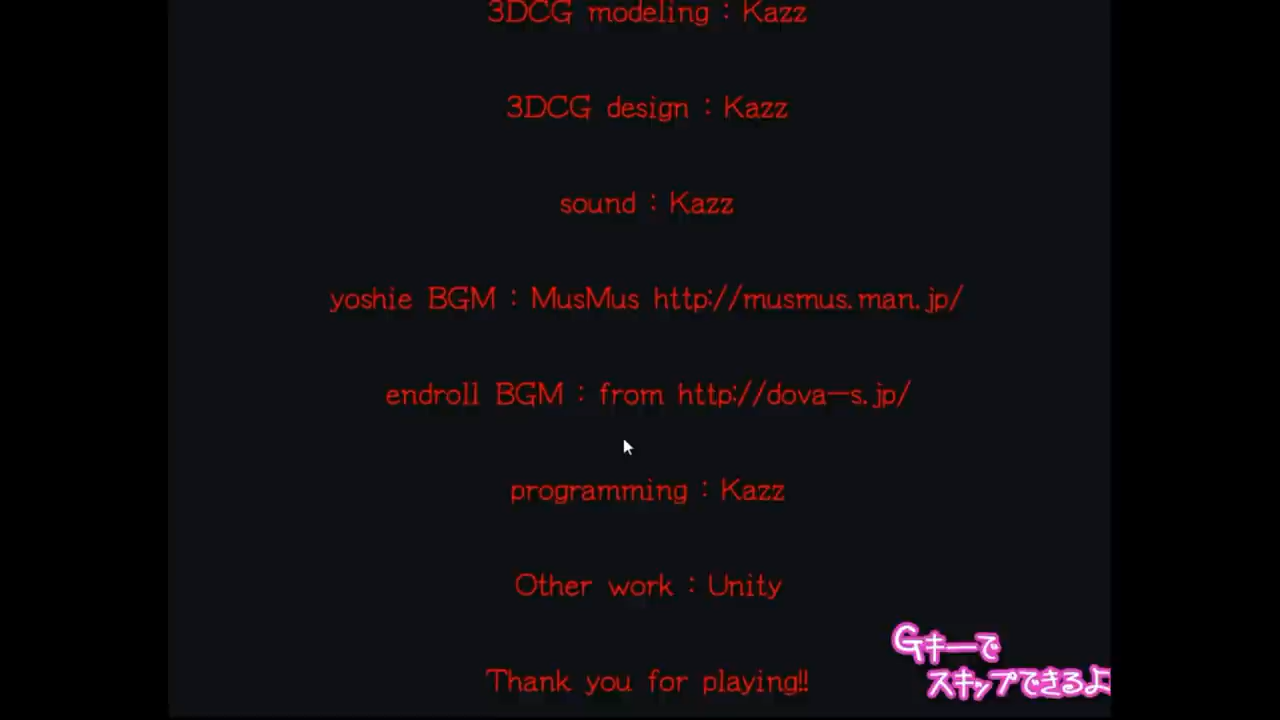 3DCG modeling : Kazz
3DCG design : Kazz
sound : Kazz
yoshie BGM : MusMus http://musmus.man.jp/
endroll BGM : from http://dova-s.jp/
programming : Kazz
Other work : Unity
Thank you for playing!!
Gキーで
スキップできるよ